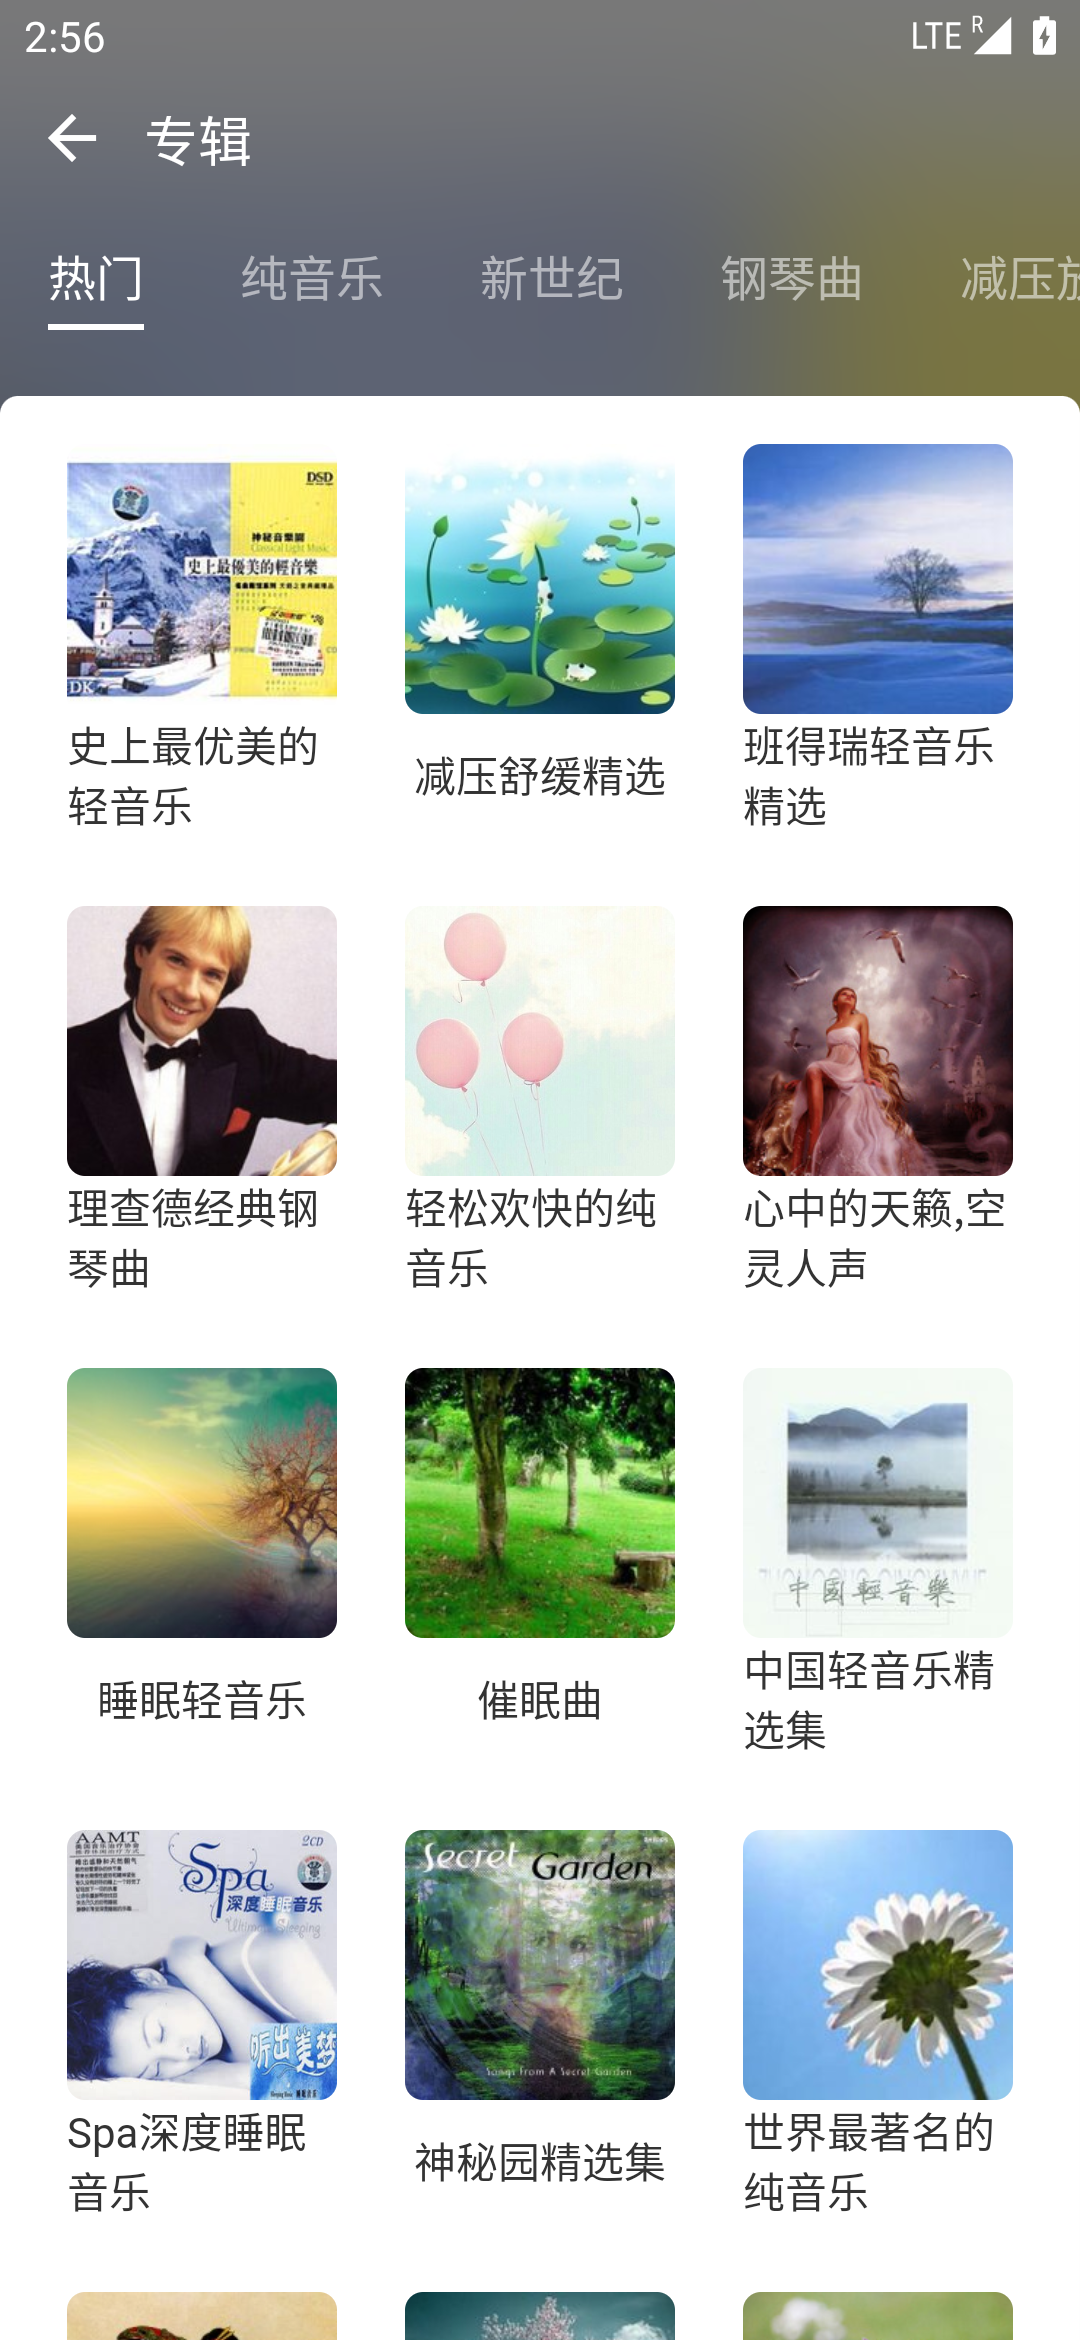 2:56
LTE R
专辑
热门 纯音乐 新世纪 钢琴曲 减压放
DSD
神秘音樂園
Classical Light Music
史上最優美的輕音樂
DK
史上最优美的
轻音乐
减压舒缓精选
班得瑞轻音乐
精选
理查德经典钢
琴曲
轻松欢快的纯
音乐
心中的天籁,空
灵人声
中國輕音樂
睡眠轻音乐
催眠曲
中国轻音乐精
选集
AAMT
2CD
Spa
深度睡眠音乐
Ultimate Sleeping
听出美梦
Secret Garden
Songs From A Secret Garden
Spa深度睡眠
音乐
神秘园精选集
世界最著名的
纯音乐